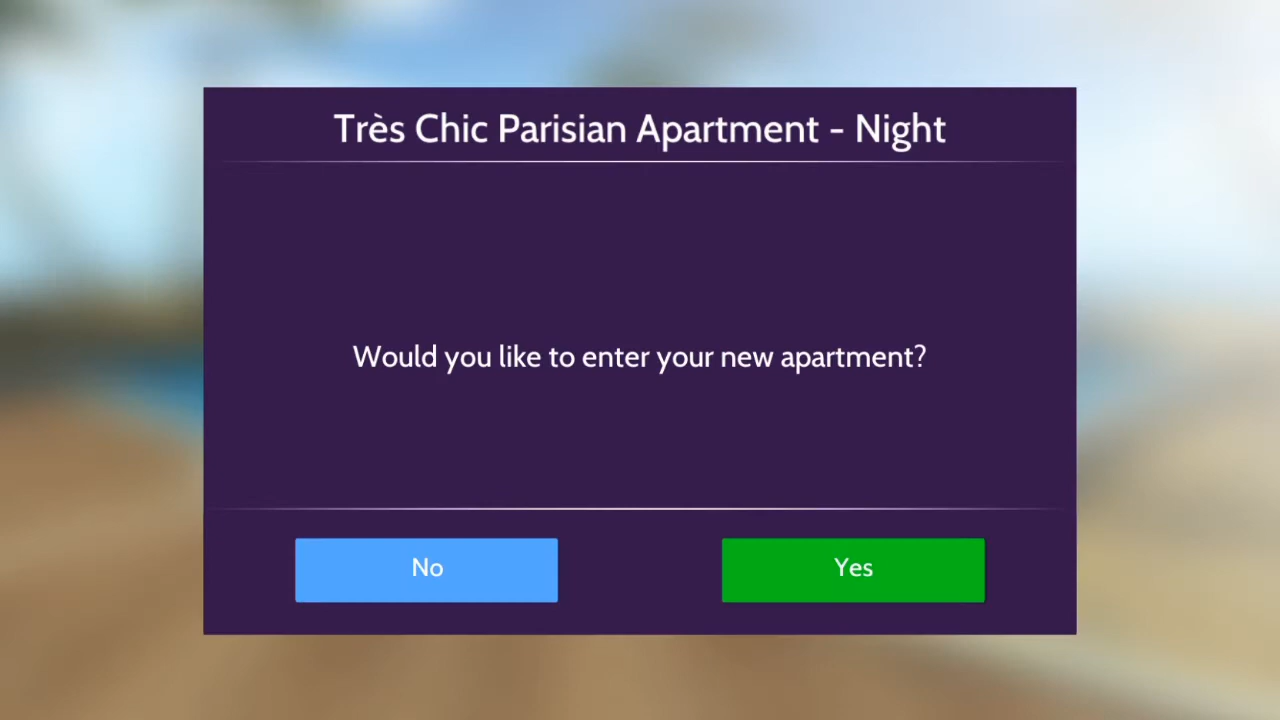 Très Chic Parisian Apartment - Night
Would you like to enter your new apartment?
No
Yes